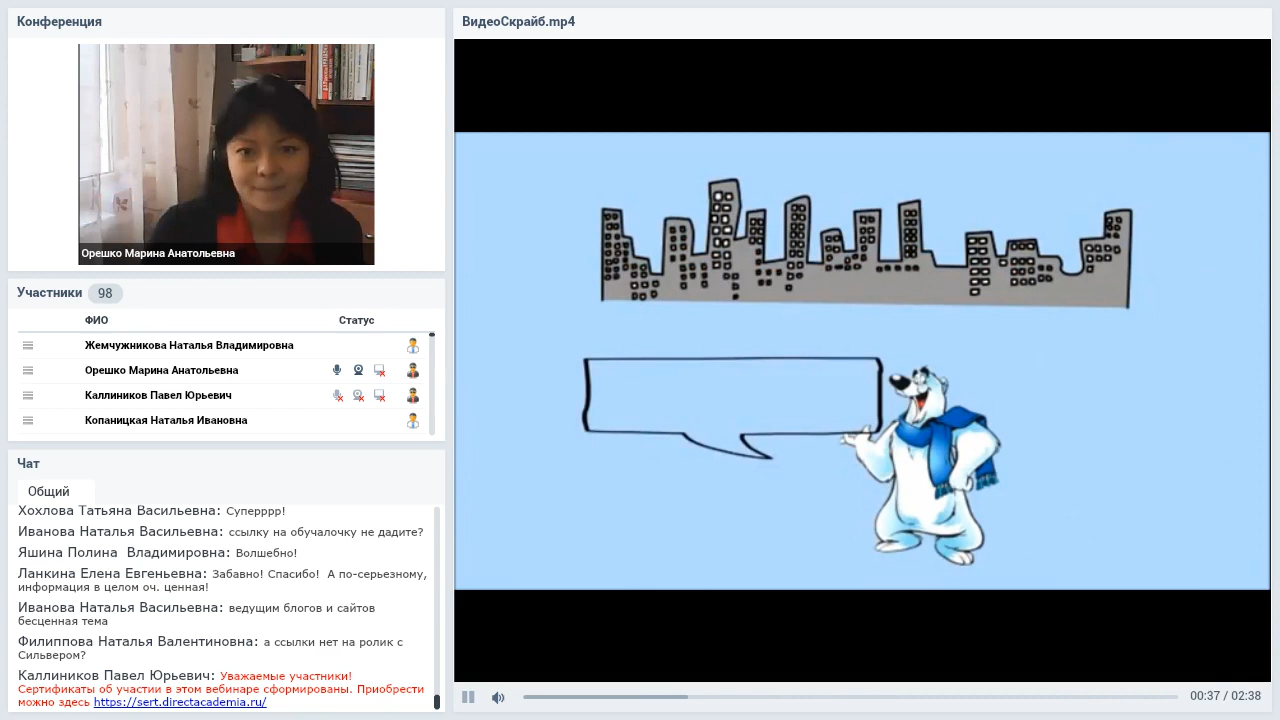 Конференция
Орешко Марина Анатольевна
Участники 98
ФИО Статус
Жемчужникова Наталья Владимировна
Орешко Марина Анатольевна
Каллиников Павел Юрьевич
Копаницкая Наталья Ивановна
Чат
Общий
Хохлова Татьяна Васильевна: Суперррр!
Иванова Наталья Васильевна: ссылку на обучалочку не дадите?
Яшина Полина  Владимировна: Волшебно!
Ланкина Елена Евгеньевна: Забавно! Спасибо!  А по-серьезному,
информация в целом оч. ценная!
Иванова Наталья Васильевна: ведущим блогов и сайтов
бесценная тема
Филиппова Наталья Валентиновна: а ссылки нет на ролик с
Сильвером?
Каллиников Павел Юрьевич: Уважаемые участники!
Сертификаты об участии в этом вебинаре сформированы. Приобрести
можно здесь https://sert.directacademia.ru/
ВидеоСкрайб.mp4
00:37 / 02:38